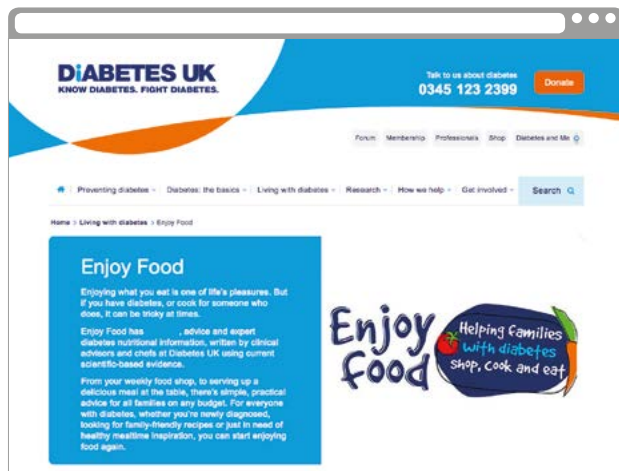 DiABETES UK
KNOW DIABETES. FIGHT DIABETES.
Talk to us about diabetes
0345 123 2399
Donate
Forum Membership Professionals Shop Diabetes and Me
Preventing diabetes Diabetes: the basics Living with diabetes Research How we help Get involved Search
Home > Living with diabetes > Enjoy Food
Enjoy Food
Enjoying what you eat is one of life's pleasures. But
if you have diabetes, or cook for someone who
does, it can be tricky at times.
Enjoy Food has , advice and expert
diabetes nutritional information, written by clinical
advisors and chefs at Diabetes UK using current
scientific-based evidence.
From your weekly food shop, to serving up a
delicious meal at the table, there's simple, practical
advice for all families on any budget. For everyone
with diabetes, whether you're newly diagnosed,
looking for family-friendly recipes or just in need of
healthy mealtime inspiration, you can start enjoying
food again.
Enjoy
Food
Helping families
with diabetes
shop, cook and eat